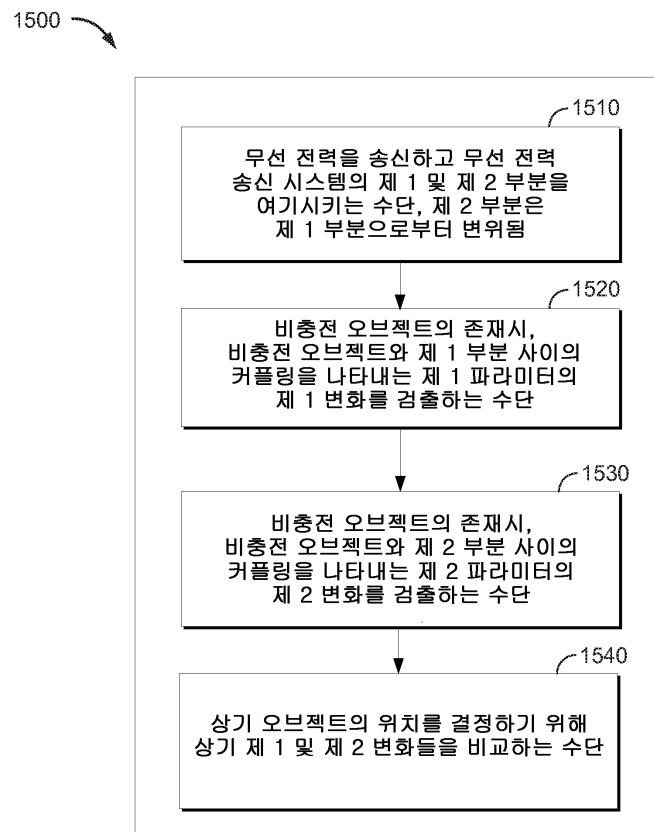 1500
1510
무선 전력을 송신하고 무선 전력
송신 시스템의 제 1 및 제 2 부분을
여기시키는 수단, 제 2 부분은
제 1 부분으로부터 변위됨
1520
비충전 오브젝트의 존재시,
비충전 오브젝트와 제 1 부분 사이의
커플링을 나타내는 제 1 파라미터의
제 1 변화를 검출하는 수단
1530
비충전 오브젝트의 존재시,
비충전 오브젝트와 제 2 부분 사이의
커플링을 나타내는 제 2 파라미터의
제 2 변화를 검출하는 수단
1540
상기 오브젝트의 위치를 결정하기 위해
상기 제 1 및 제 2 변화들을 비교하는 수단